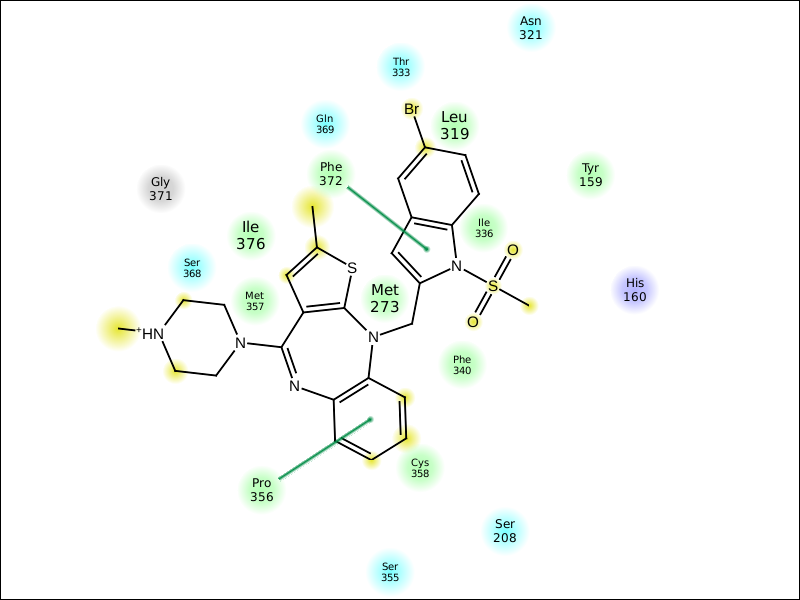 Asn
321
Thr
333
Br
Leu
319
Gln
369
Phe
372
Tyr
159
Gly
371
Ile
376
Ile
336
O
Ser
368
S
N
Met
357
Met
273
S
His
160
O
+HN
N
N
Phe
340
N
Cys
358
Pro
356
Ser
208
Ser
355